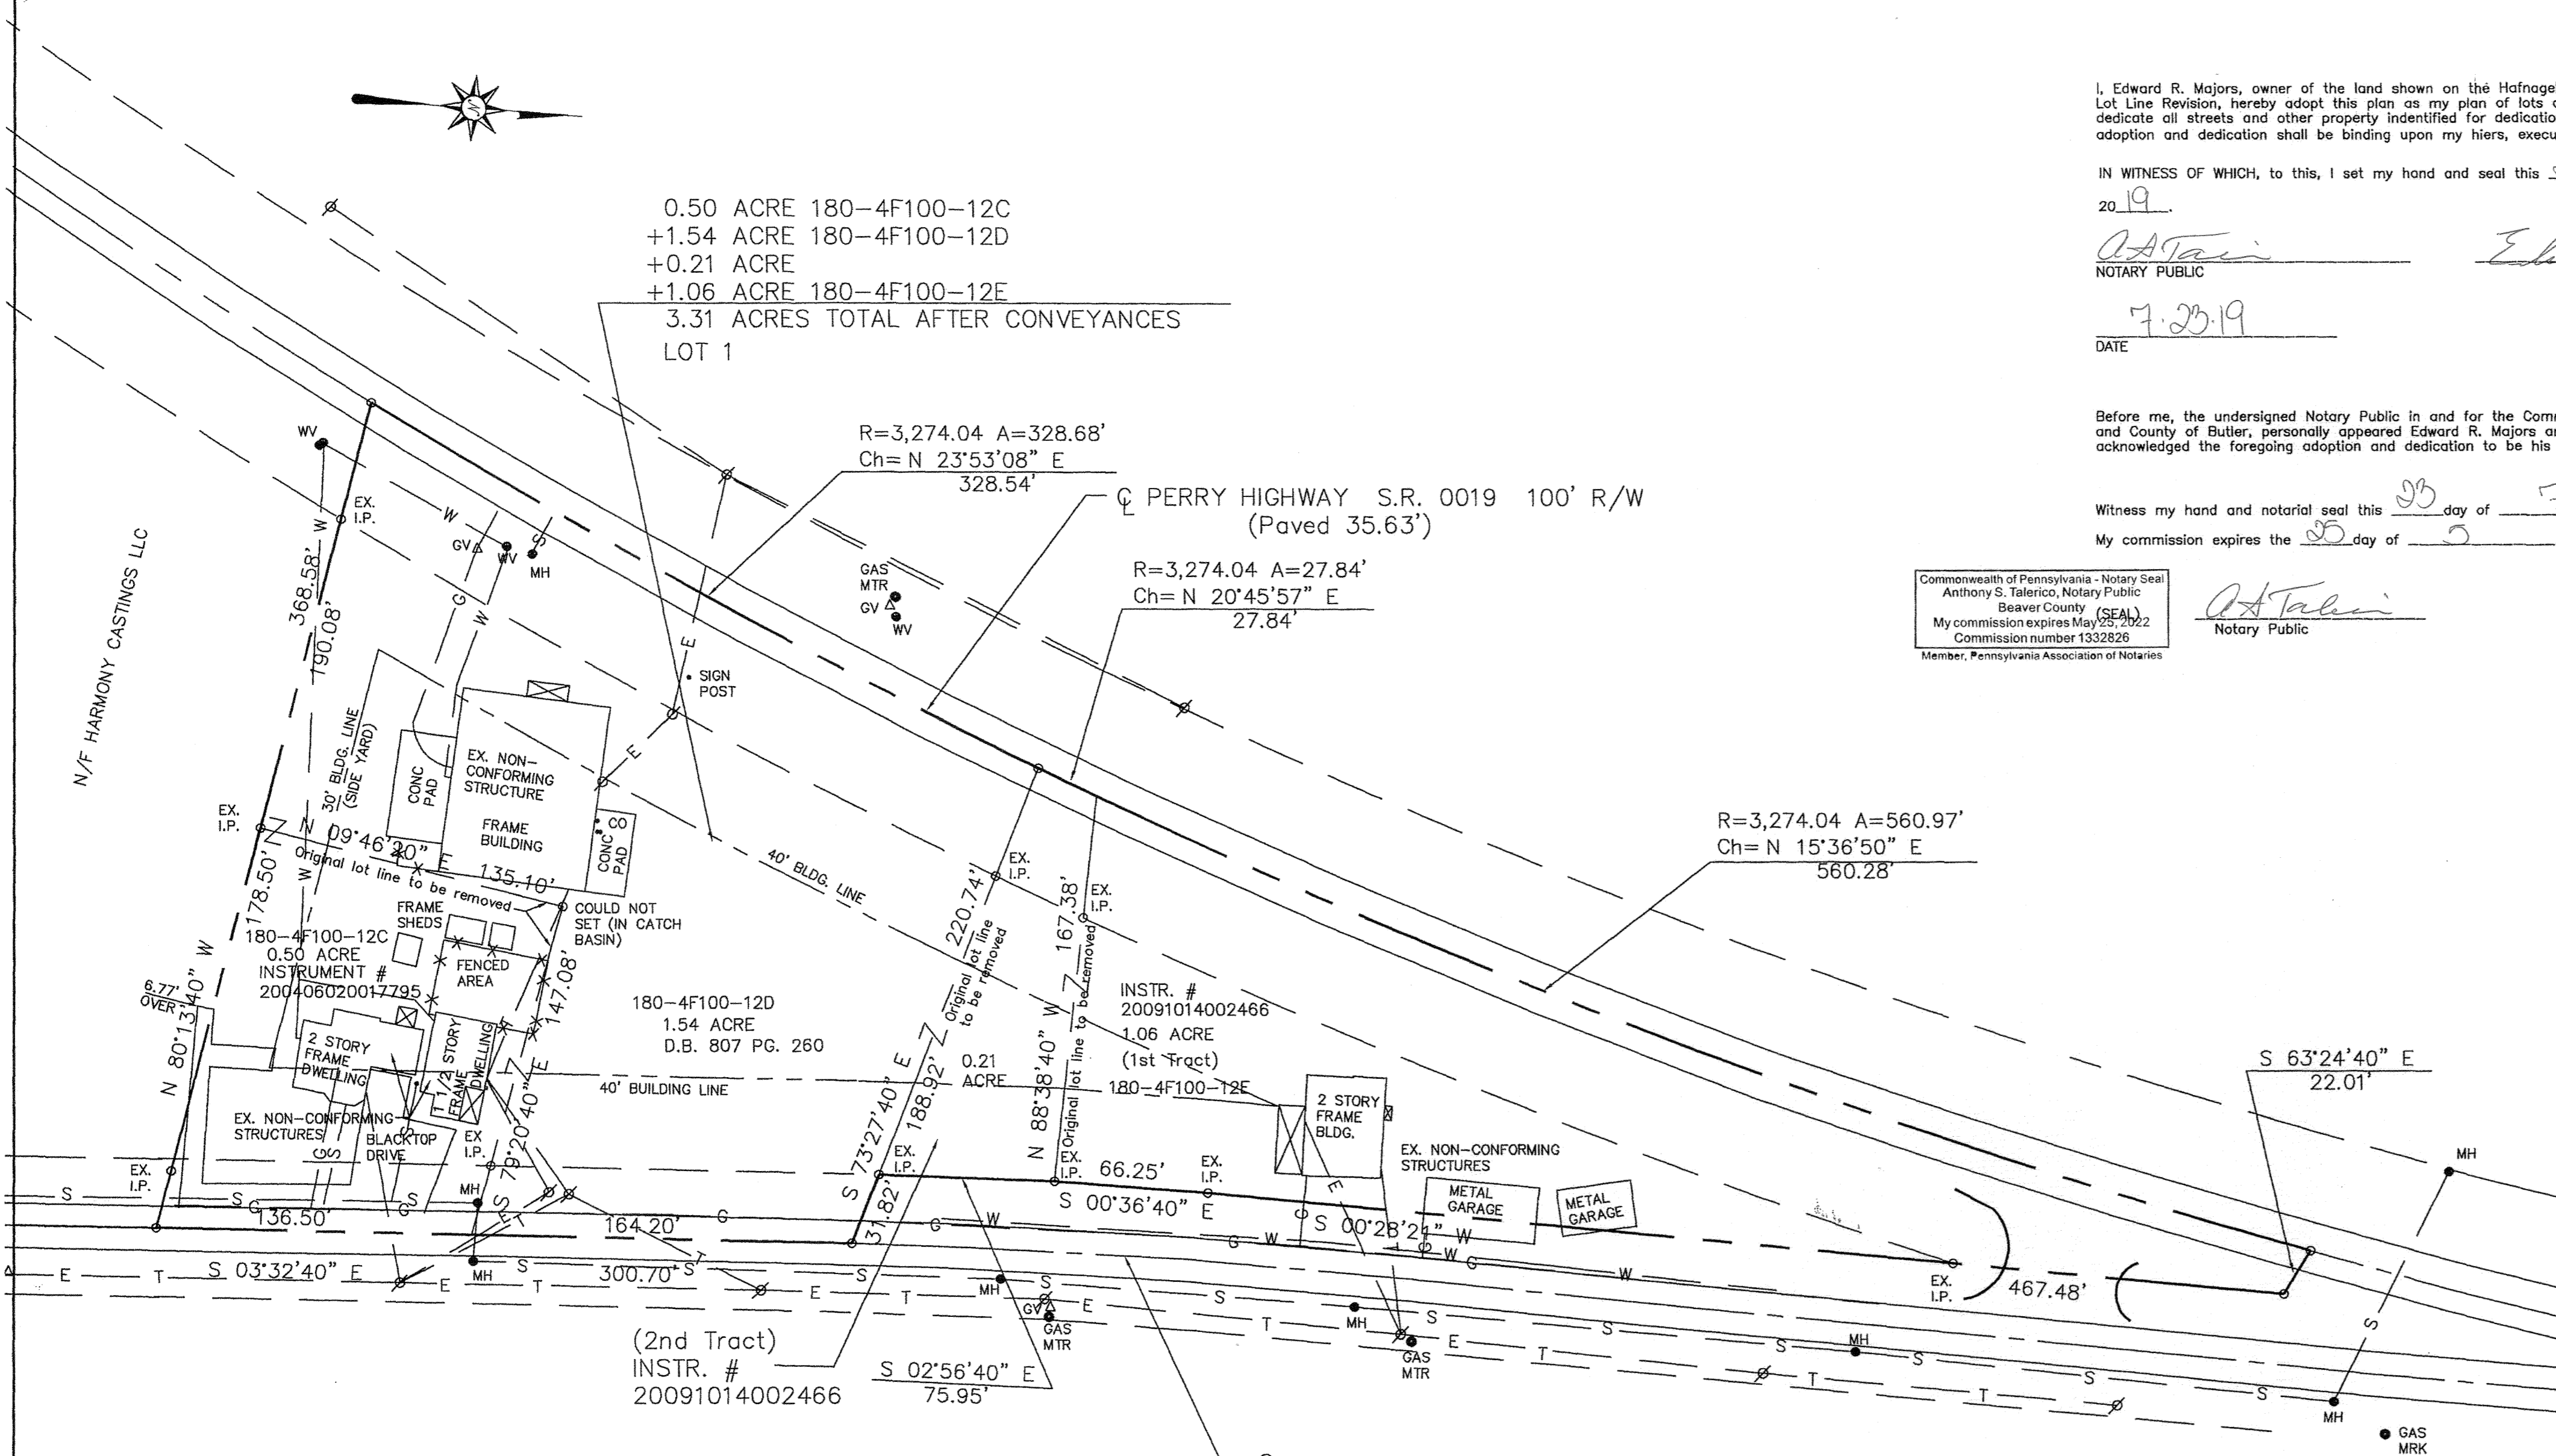 I, Edward R. Majors, owner of the land shown on the Hafnage
Lot Line Revision, hereby adopt this plan as my plan of lots
dedicate all streets and other property indentified for dedicatio
adoption and dedication shall be binding upon my hiers, execu
IN WITNESS OF WHICH, to this, I set my hand and seal this
20 19.
NOTARY PUBLIC
7.23.19
DATE
Before me, the undersigned Notary Public in and for the Com
and County of Butler, personally appeared Edward R. Majors a
acknowledged the foregoing adoption and dedication to be his
Witness my hand and notarial seal this 23 day of 7
My commission expires the 25 day of 5
Commonwealth of Pennsylvania - Notary Seal
Anthony S. Talerico, Notary Public
Beaver County
(SEAL)
My commission expires May 25, 2022
Commission number 1332826
Member, Pennsylvania Association of Notaries
Notary Public
N
0.50 ACRE 180-4F100-12C
+1.54 ACRE 180-4F100-12D
+0.21 ACRE
+1.06 ACRE 180-4F100-12E
3.31 ACRES TOTAL AFTER CONVEYANCES
LOT 1
R=3,274.04 A=328.68'
Ch= N 23°53'08" E
328.54'
℄ PERRY HIGHWAY S.R. 0019 100' R/W
(Paved 35.63')
R=3,274.04 A=27.84'
Ch= N 20°45'57" E
27.84'
R=3,274.04 A=560.97'
Ch= N 15°36'50" E
560.28'
S 63°24'40" E
22.01'
WV
EX.
I.P.
GV
WV
MH
GAS
MTR
GV
WV
SIGN
POST
N/F HARMONY CASTINGS LLC
368.58'
190.08'
30' BLDG. LINE
(SIDE YARD)
CONC
PAD
EX. NON-
CONFORMING
STRUCTURE
FRAME
BUILDING
CO
CONC
PAD
EX.
I.P.
N 09°46'20" E
135.10'
Original lot line to be removed
178.50'
COULD NOT
SET (IN CATCH
BASIN)
40' BLDG. LINE
FRAME
SHEDS
FENCED
AREA
180-4F100-12C
0.50 ACRE
INSTRUMENT #
200406020017795
6.77'
OVER
N 80°13'40" W
147.08'
180-4F100-12D
1.54 ACRE
D.B. 807 PG. 260
2 STORY
FRAME
DWELLING
1 1/2 STORY
FRAME DWELLING
40' BUILDING LINE
EX. NON-CONFORMING
STRUCTURES
BLACKTOP
DRIVE
EX
I.P.
S 79°20'40" E
EX.
I.P.
MH
136.50'
164.20'
S 03°32'40" E
300.70'
MH
EX.
I.P.
220.74'
Original lot line
to be removed
S 73°27'40" E
188.92'
31.82'
EX.
I.P.
0.21
ACRE
EX.
I.P.
167.38'
N 88°38'40" W
Original lot line to be removed
EX.
I.P.
INSTR. #
20091014002466
1.06 ACRE
(1st Tract)
180-4F100-12E
66.25'
S 00°36'40" E
EX.
I.P.
2 STORY
FRAME
BLDG.
EX. NON-CONFORMING
STRUCTURES
METAL
GARAGE
METAL
GARAGE
S 00°28'21" W
467.48'
EX.
I.P.
MH
MH
GV
GAS
MTR
MH
GAS
MTR
MH
MH
GAS
MRK
(2nd Tract)
INSTR. #
20091014002466
S 02°56'40" E
75.95'